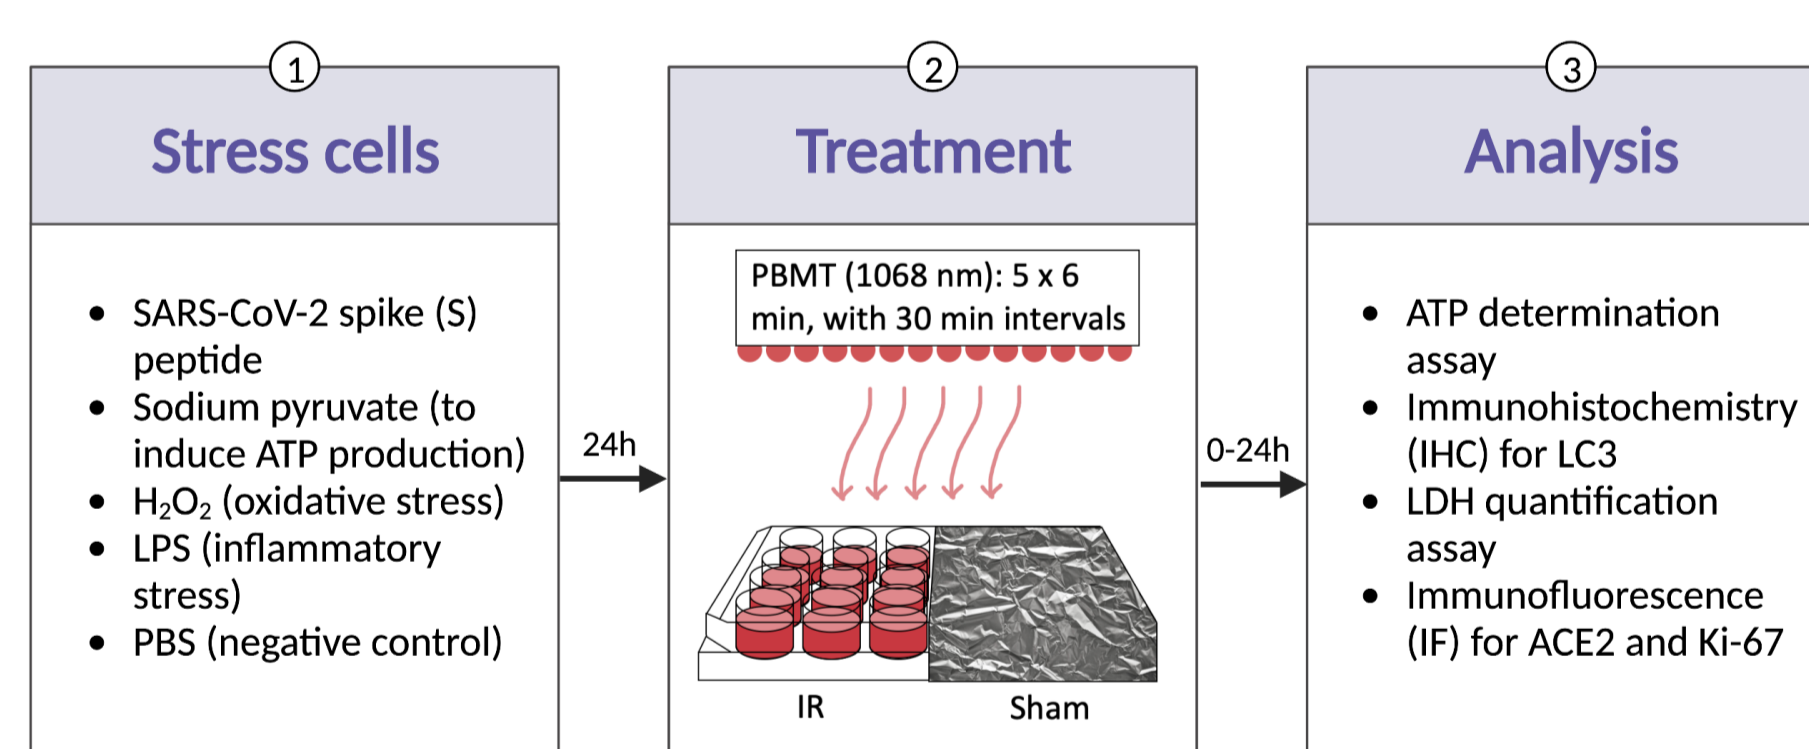 1
Stress cells
• SARS-CoV-2 spike (S)
peptide
• Sodium pyruvate (to
induce ATP production)
• H₂O₂ (oxidative stress)
• LPS (inflammatory
stress)
• PBS (negative control)
24h
2
Treatment
PBMT (1068 nm): 5 x 6
min, with 30 min intervals
IR
Sham
0-24h
3
Analysis
• ATP determination
assay
• Immunohistochemistry
(IHC) for LC3
• LDH quantification
assay
• Immunofluorescence
(IF) for ACE2 and Ki-67